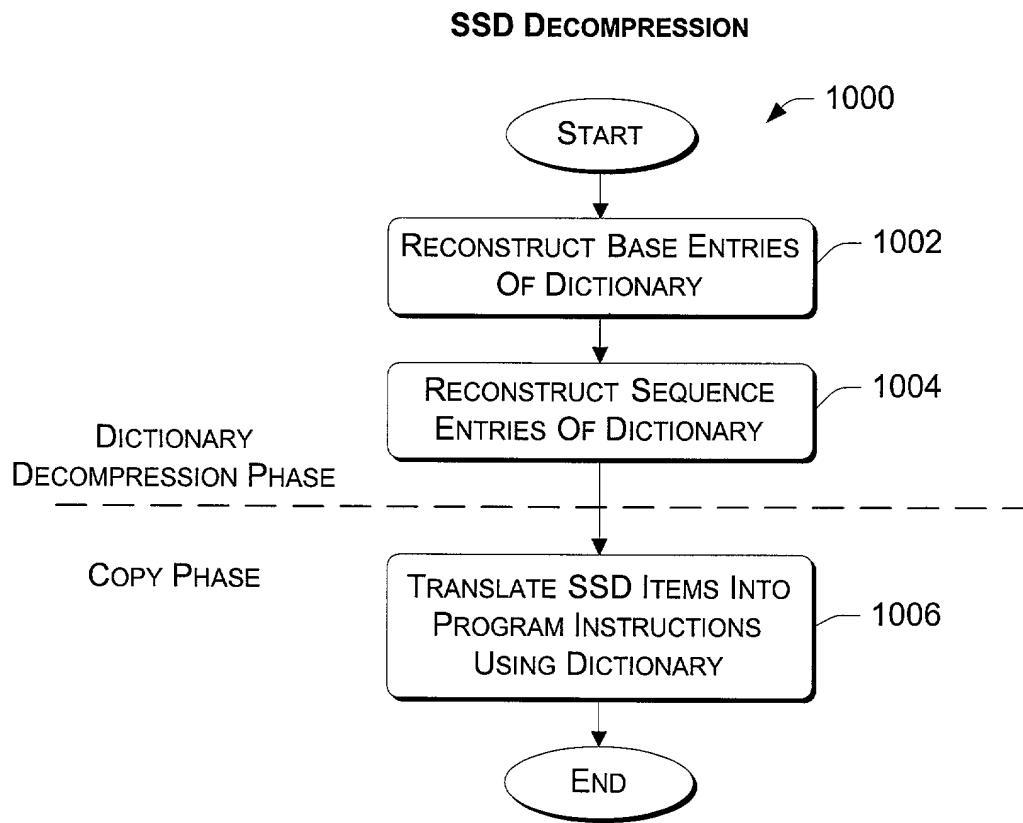 SSD DECOMPRESSION
1000
START
RECONSTRUCT BASE ENTRIES
OF DICTIONARY
1002
RECONSTRUCT SEQUENCE
ENTRIES OF DICTIONARY
1004
DICTIONARY
DECOMPRESSION PHASE
COPY PHASE
TRANSLATE SSD ITEMS INTO
PROGRAM INSTRUCTIONS
USING DICTIONARY
1006
END